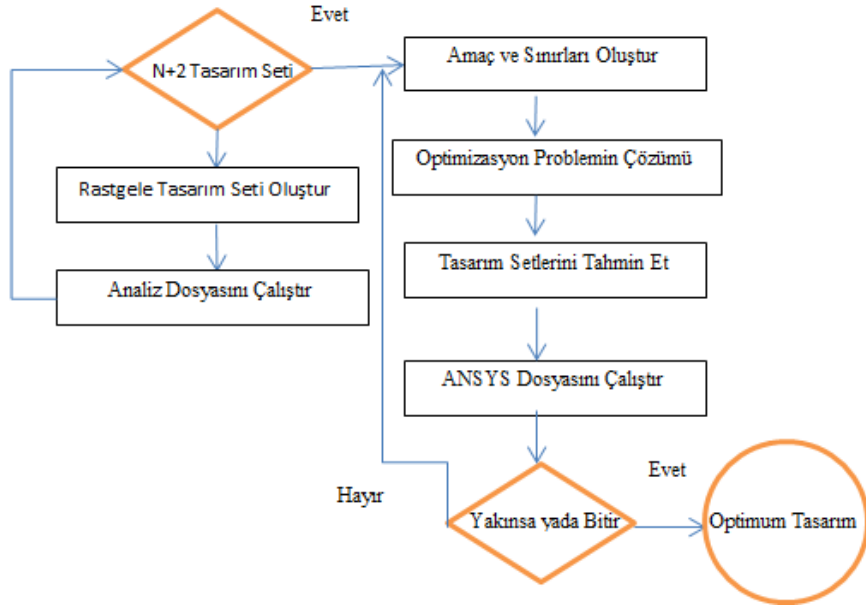 Evet
N+2 Tasarım Seti
Amaç ve Sınırları Oluştur
Optimizasyon Problemin Çözümü
Rastgele Tasarım Seti Oluştur
Tasarım Setlerini Tahmin Et
Analiz Dosyasını Çalıştır
ANSYS Dosyasını Çalıştır
Evet
Hayır
Yakınsa yada Bitir
Optimum Tasarım